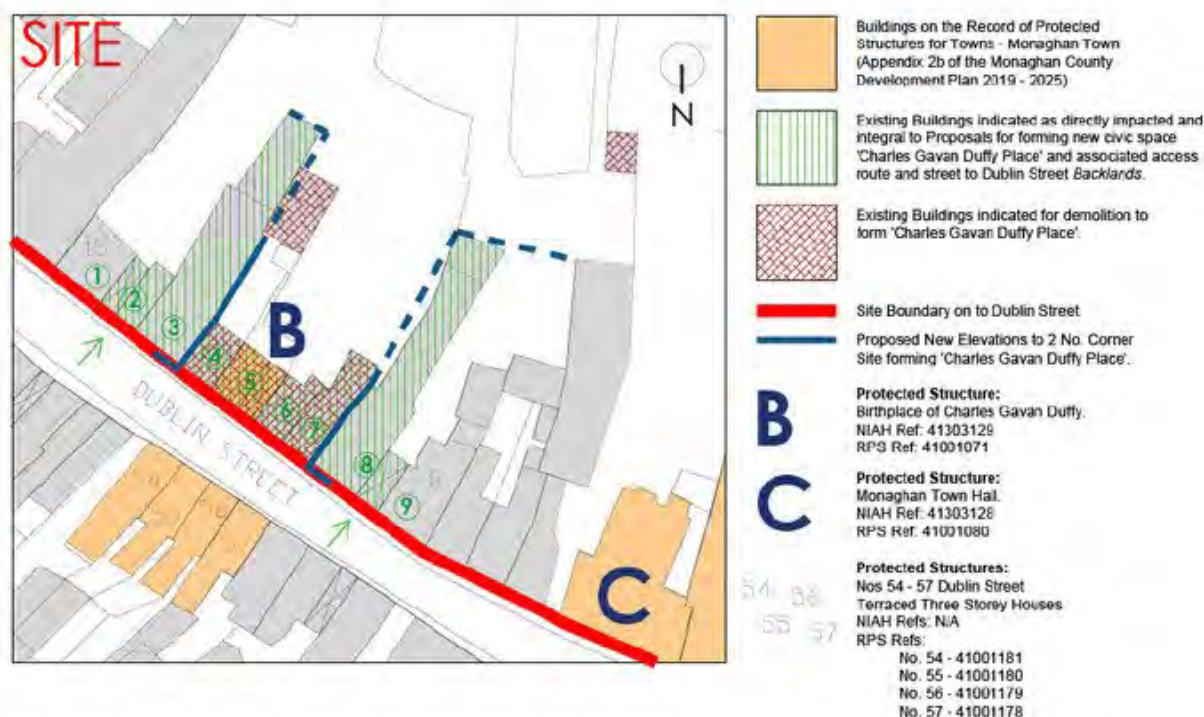 SITE
N
15
1
2
3
4
5
6
7
8
9
B
C
DUBLIN STREET
Buildings on the Record of Protected
Structures for Towns - Monaghan Town
(Appendix 2b of the Monaghan County
Development Plan 2019 - 2025)
Existing Buildings indicated as directly impacted and
integral to Proposals for forming new civic space
'Charles Gavan Duffy Place' and associated access
route and street to Dublin Street Backlands.
Existing Buildings indicated for demolition to
form 'Charles Gavan Duffy Place'.
Site Boundary on to Dublin Street
Proposed New Elevations to 2 No. Corner
Site forming 'Charles Gavan Duffy Place'.
B
Protected Structure:
Birthplace of Charles Gavan Duffy.
NIAH Ref: 41303129
RPS Ref: 41001071
C
Protected Structure:
Monaghan Town Hall.
NIAH Ref: 41303128
RPS Ref: 41001080
54 56
55 57
Protected Structures:
Nos 54 - 57 Dublin Street
Terraced Three Storey Houses
NIAH Refs: N/A
RPS Refs:
No. 54 - 41001181
No. 55 - 41001180
No. 56 - 41001179
No. 57 - 41001178